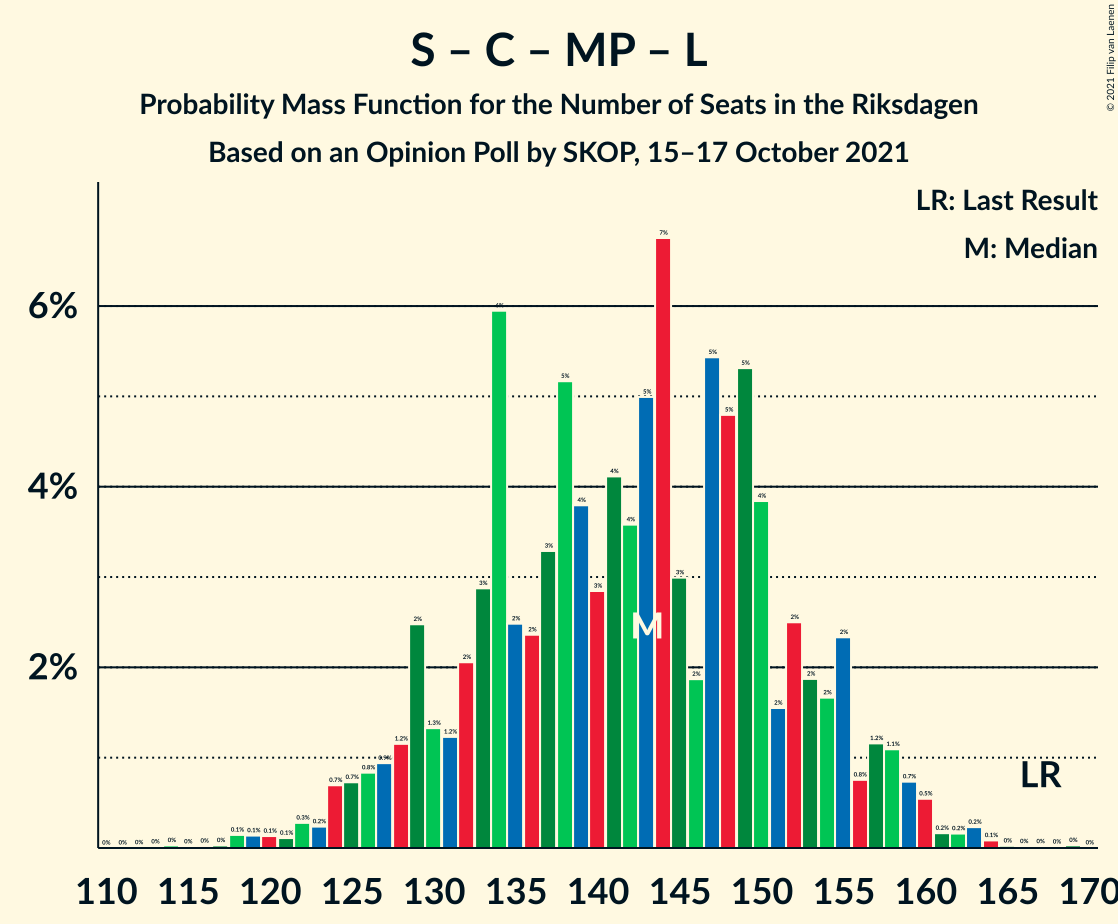 S – C – MP – L
Probability Mass Function for the Number of Seats in the Riksdagen
Based on an Opinion Poll by SKOP, 15–17 October 2021
© 2021 Filip van Laenen
LR: Last Result
M: Median
6%
4%
2%
0% 0% 0% 0% 0% 0% 0% 0% 0.1% 0.1% 0.1% 0.1% 0.3% 0.2% 0.7% 0.7% 0.8% 0.9% 1.2% 2% 1.3% 1.2% 2% 3% 6% 2% 2% 3% 5% 4% 3% 4% 4% 5% 7% 3% 2% 5% 5% 5% 4% 2% 2% 2% 2% 2% 0.8% 1.2% 1.1% 0.7% 0.5% 0.2% 0.2% 0.2% 0.1% 0% 0% 0% 0% 0% 0%
M
LR
110 115 120 125 130 135 140 145 150 155 160 165 170